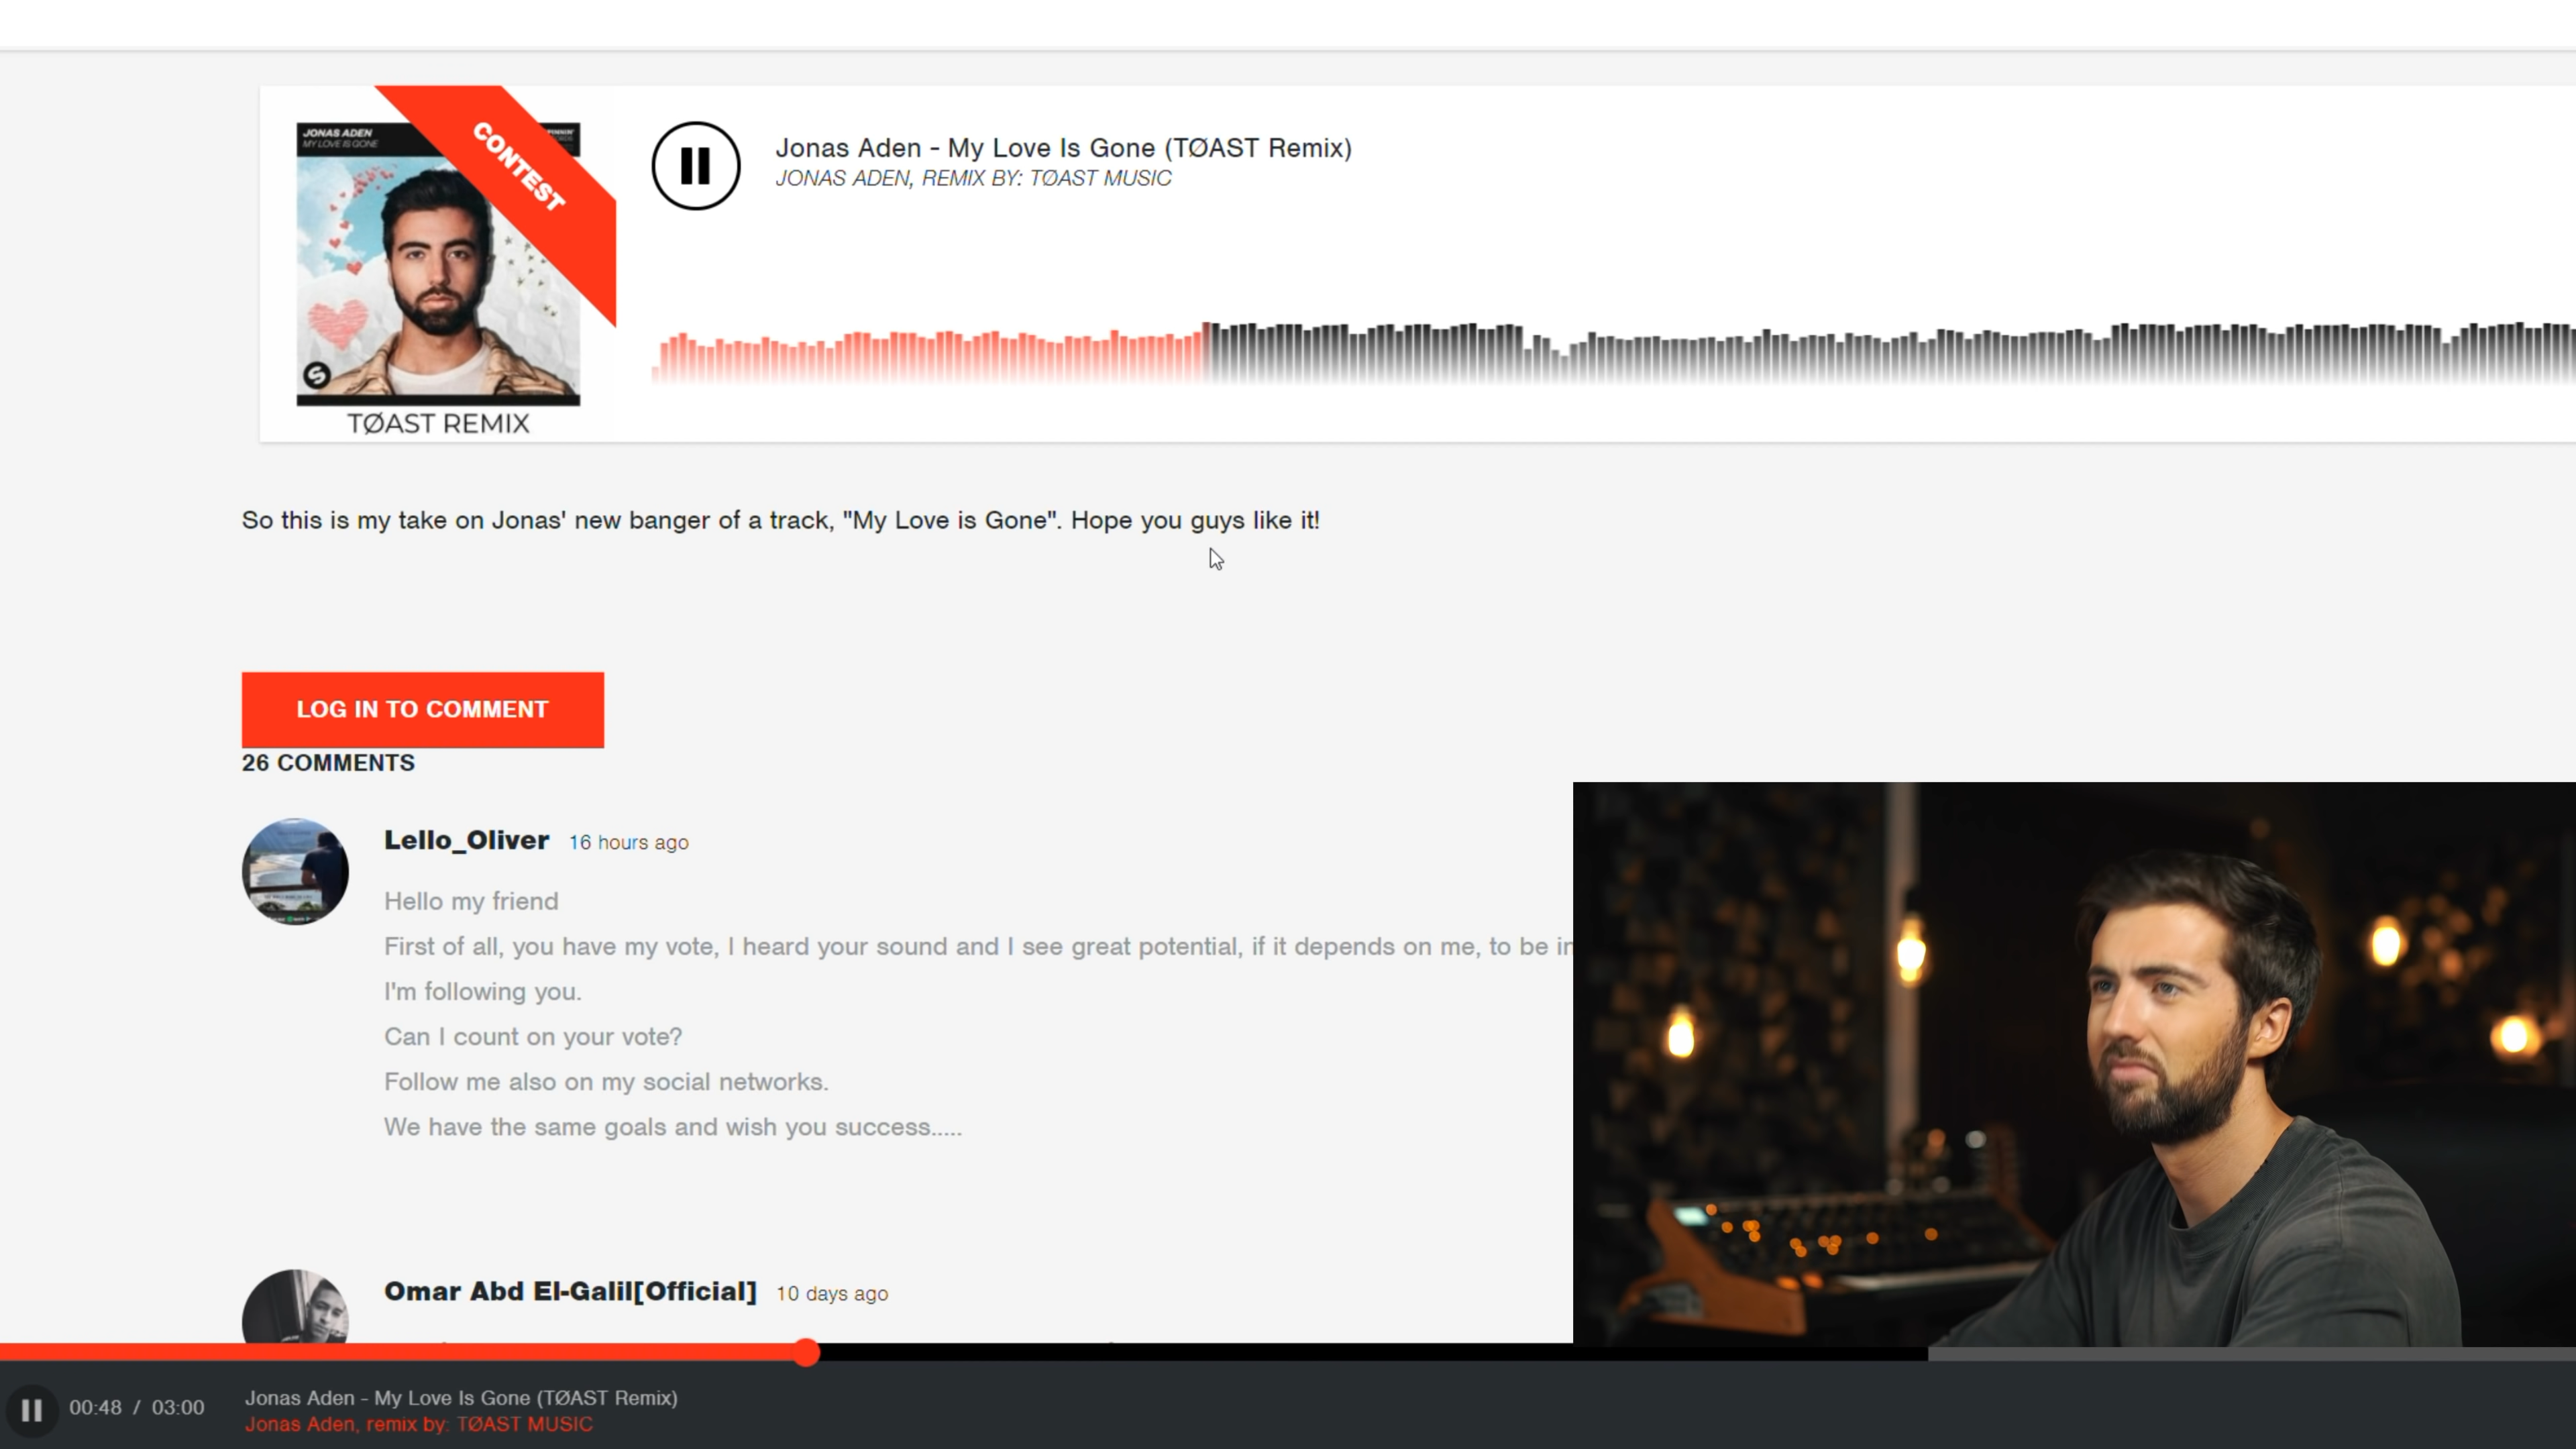 JONAS ADEN
MY LOVE IS GONE
CONTEST
TØAST REMIX
Jonas Aden - My Love Is Gone (TØAST Remix)
JONAS ADEN, REMIX BY: TØAST MUSIC
So this is my take on Jonas' new banger of a track, "My Love is Gone". Hope you guys like it!
LOG IN TO COMMENT
26 COMMENTS
Lello_Oliver 16 hours ago
Hello my friend
First of all, you have my vote, I heard your sound and I see great potential, if it depends on me, to be
I'm following you.
Can I count on your vote?
Follow me also on my social networks.
We have the same goals and wish you success.....
Omar Abd El-Galil[Official] 10 days ago
00:48 / 03:00
Jonas Aden - My Love Is Gone (TØAST Remix)
Jonas Aden, remix by: TØAST MUSIC